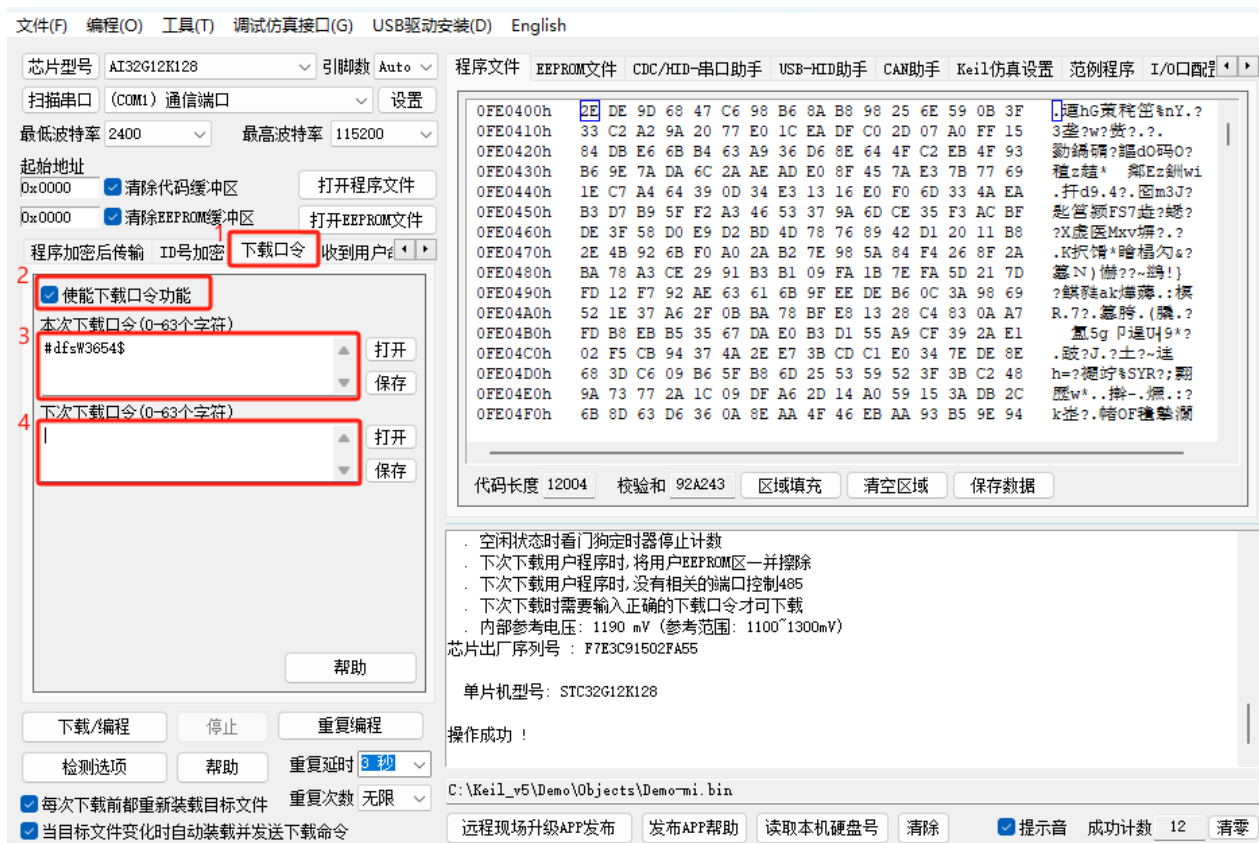 文件(F) 编程(O) 工具(T) 调试仿真接口(G) USB驱动安装(D) English
芯片型号 AI32G12K128 引脚数 Auto
扫描串口 (COM1) 通信端口 设置
最低波特率 2400 最高波特率 115200
起始地址
0x0000 清除代码缓冲区 打开程序文件
0x0000 清除EEPROM缓冲区 打开EEPROM文件
1
程序加密后传输 ID号加密 下载口令 收到用户
2
使能下载口令功能
本次下载口令(0-63个字符)
3
#dfsW3654$
打开
保存
下次下载口令(0-63个字符)
4
打开
保存
帮助
下载/编程 停止 重复编程
检测选项 帮助 重复延时 3 秒
每次下载前都重新装载目标文件 重复次数 无限
当目标文件变化时自动装载并发送下载命令
程序文件 EEPROM文件 CDC/HID-串口助手 USB-HID助手 CAN助手 Keil仿真设置 范例程序 I/O口配
0FE0400h 2E DE 9D 68 47 C6 98 B6 8A B8 98 25 6E 59 0B 3F
0FE0410h 33 C2 A2 9A 20 77 E0 1C EA DF C0 2D 07 A0 FF 15
0FE0420h 84 DB E6 6B B4 63 A9 36 D6 8E 64 4F C2 EB 4F 93
0FE0430h B6 9E 7A DA 6C 2A AE AD E0 8F 45 7A E3 7B 77 69
0FE0440h 1E C7 A4 64 39 0D 34 E3 13 16 E0 F0 6D 33 4A EA
0FE0450h B3 D7 B9 5F F2 A3 46 53 37 9A 6D CE 35 F3 AC BF
0FE0460h DE 3F 58 D0 E9 D2 BD 4D 78 76 89 42 D1 20 11 B8
0FE0470h 2E 4B 92 6B F0 A0 2A B2 7E 98 5A 84 F4 26 8F 2A
0FE0480h BA 78 A3 CE 29 91 B3 B1 09 FA 1B 7E FA 5D 21 7D
0FE0490h FD 12 F7 92 AE 63 61 6B 9F EE DE B6 0C 3A 98 69
0FE04A0h 52 1E 37 A6 2F 0B BA 78 BF E8 13 28 C4 83 0A A7
0FE04B0h FD B8 EB B5 35 67 DA E0 B3 D1 55 A9 CF 39 2A E1
0FE04C0h 02 F5 CB 94 37 4A 2E E7 3B CD C1 E0 34 7E DE 8E
0FE04D0h 68 3D C6 09 B6 5F B8 6D 25 53 59 52 3F 3B C2 48
0FE04E0h 9A 73 77 2A 1C 09 DF A6 2D 14 A0 59 15 3A DB 2C
0FE04F0h 6B 8D 63 D6 36 0A 8E AA 4F 46 EB AA 93 B5 9E 94
代码长度 12004 校验和 92A243 区域填充 清空区域 保存数据
. 空闲状态时看门狗定时器停止计数
. 下次下载用户程序时,将用户EEPROM区一并擦除
. 下次下载用户程序时,没有相关的端口控制485
. 下次下载时需要输入正确的下载口令才可下载
. 内部参考电压: 1190 mV (参考范围: 1100~1300mV)
芯片出厂序列号 : F7E3C91502FA55
单片机型号: STC32G12K128
操作成功 !
C:\Keil_v5\Demo\Objects\Demo-mi.bin
远程现场升级APP发布 发布APP帮助 读取本机硬盘号 清除 提示音 成功计数 12 清零